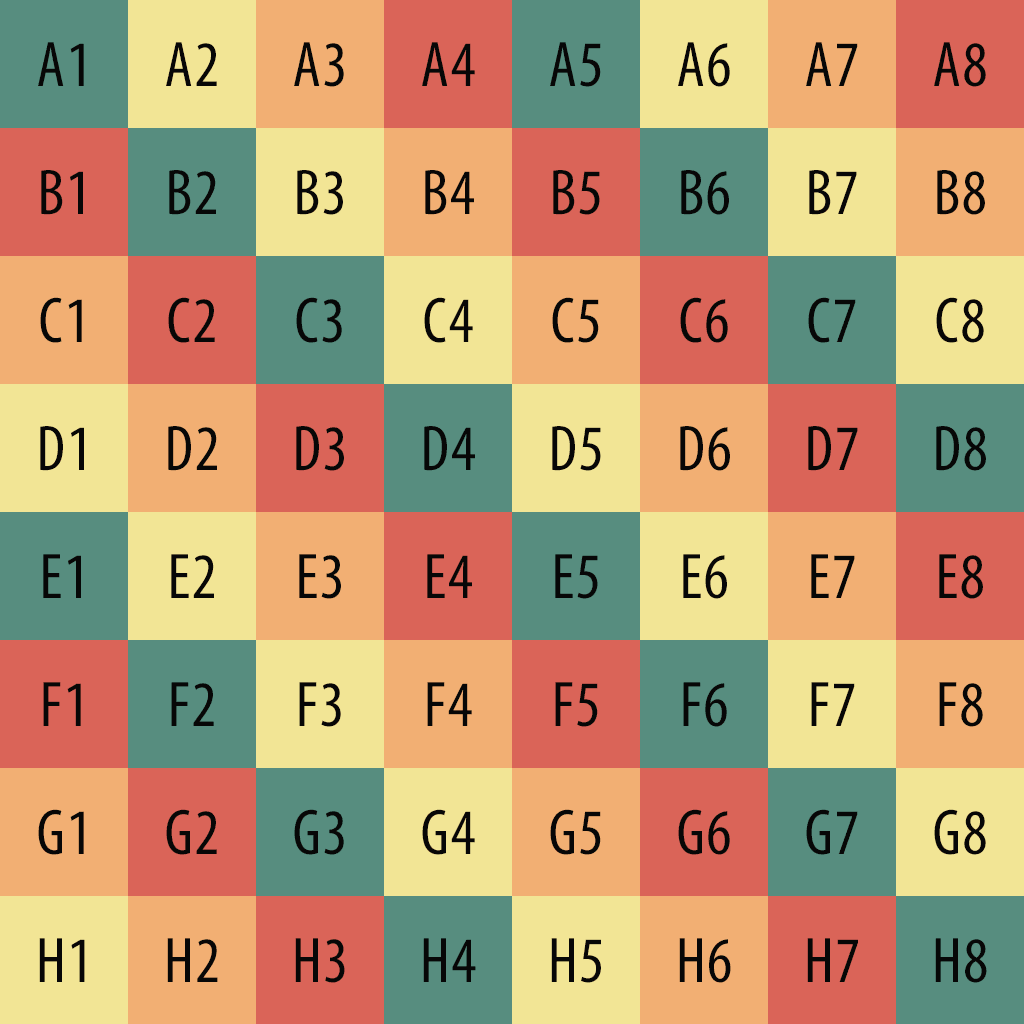 A1 A2 A3 A4 A5 A6 A7 A8
B1 B2 B3 B4 B5 B6 B7 B8
C1 C2 C3 C4 C5 C6 C7 C8
D1 D2 D3 D4 D5 D6 D7 D8
E1 E2 E3 E4 E5 E6 E7 E8
F1 F2 F3 F4 F5 F6 F7 F8
G1 G2 G3 G4 G5 G6 G7 G8
H1 H2 H3 H4 H5 H6 H7 H8